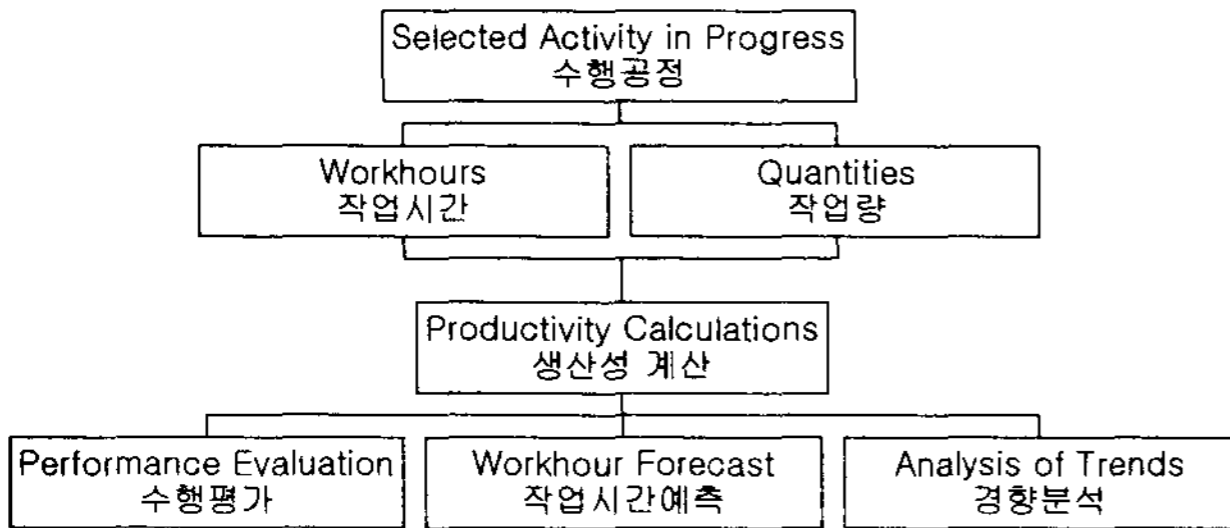 Selected Activity in Progress
수행공정
Workhours
작업시간
Quantities
작업량
Productivity Calculations
생산성 계산
Performance Evaluation
수행평가
Workhour Forecast
작업시간예측
Analysis of Trends
경향분석